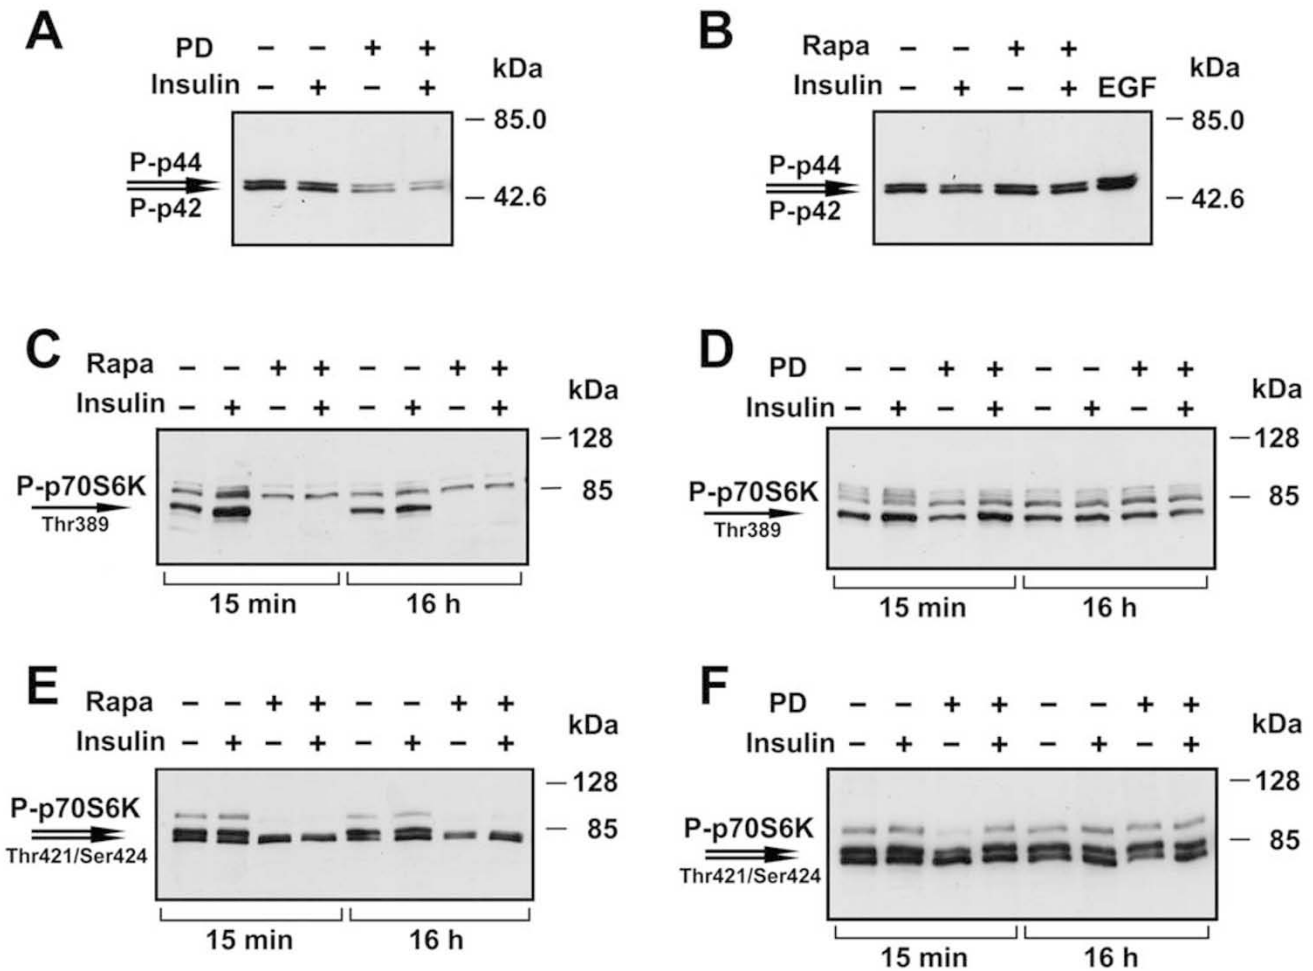 A
PD − − + +
Insulin − + − +
kDa
85.0
P-p44
P-p42
42.6
B
Rapa − − + +
Insulin − + − + EGF
kDa
85.0
P-p44
P-p42
42.6
C
Rapa − − + + − − + +
Insulin − + − + − + − +
kDa
128
P-p70S6K
85
Thr389
15 min 16 h
D
PD − − + + − − + +
Insulin − + − + − + − +
kDa
128
P-p70S6K
85
Thr389
15 min 16 h
E
Rapa − − + + − − + +
Insulin − + − + − + − +
kDa
128
P-p70S6K
85
Thr421/Ser424
15 min 16 h
F
PD − − + + − − + +
Insulin − + − + − + − +
kDa
128
P-p70S6K
85
Thr421/Ser424
15 min 16 h